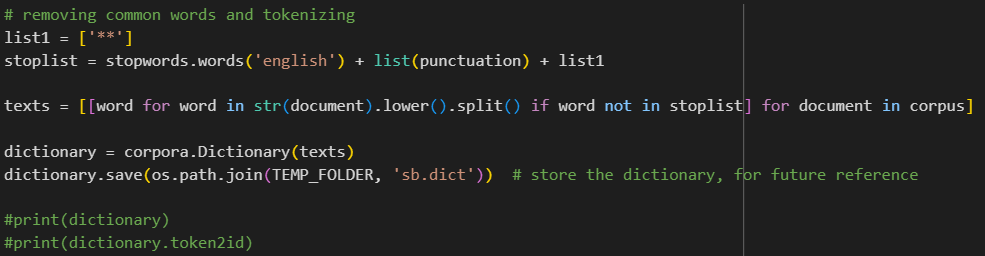 # removing common words and tokenizing
list1 = ['**']
stoplist = stopwords.words('english') + list(punctuation) + list1
texts = [[word for word in str(document).lower().split() if word not in stoplist] for document in corpus]
dictionary = corpora.Dictionary(texts)
dictionary.save(os.path.join(TEMP_FOLDER, 'sb.dict'))  # store the dictionary, for future reference
#print(dictionary)
#print(dictionary.token2id)